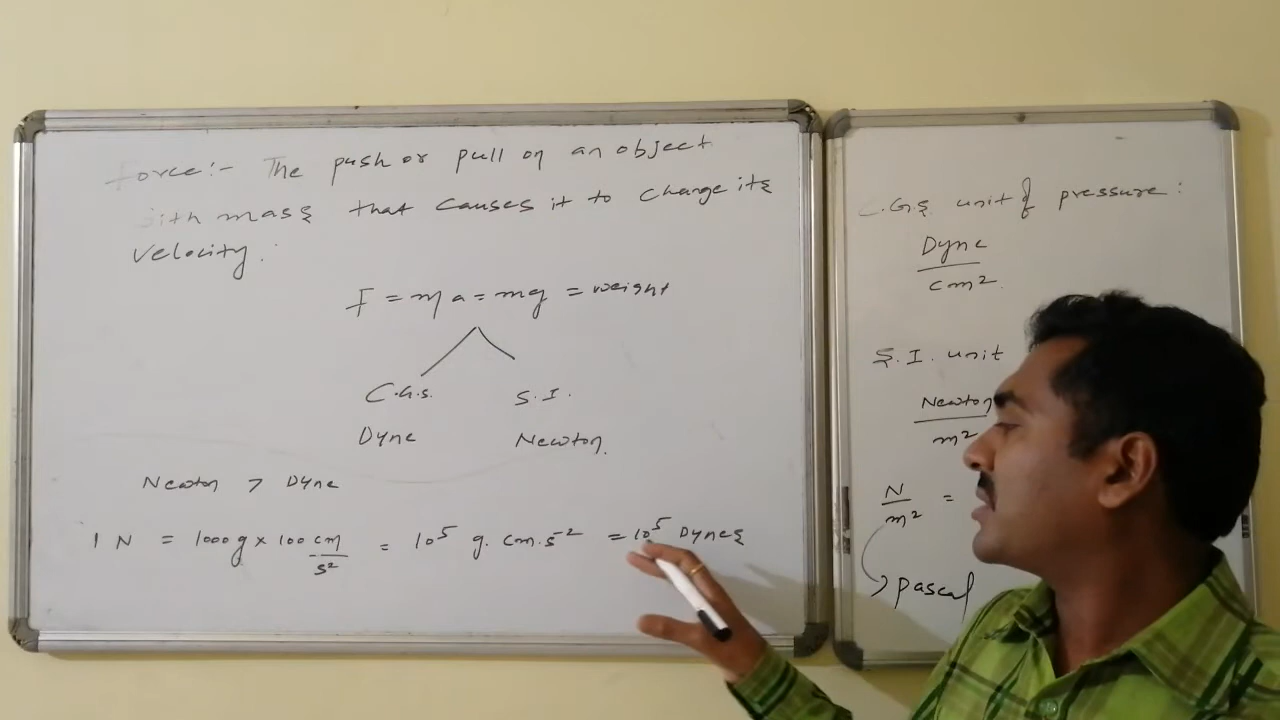 Force:- The push or pull on an object
with mass that causes it to change its
velocity.
F = ma = mg = weight
C.G.S. S.I.
Dyne Newton.
Newton > Dyne
1 N = 1000g x 100 cm/s² = 10⁵ g. cm. s⁻² = 10⁵ Dynes
C.G.S unit of pressure:
Dyne/cm²
S.I. unit
Newton/m²
N/m² =
pascal